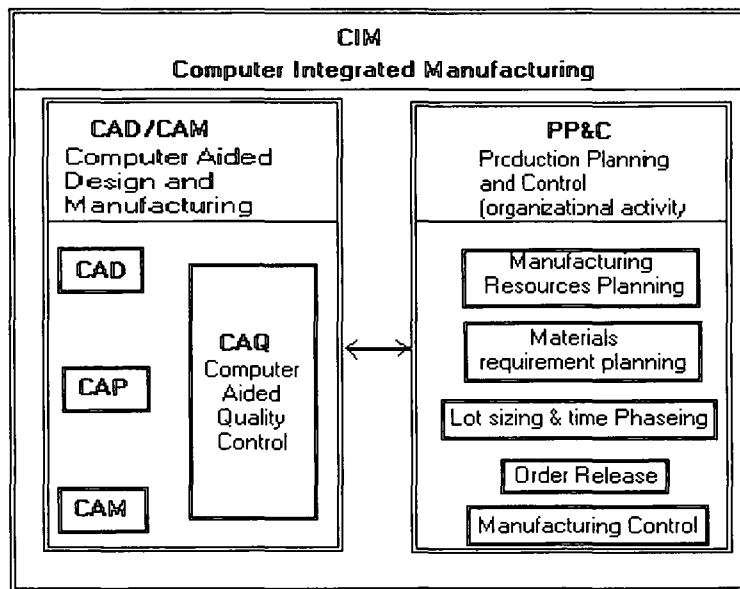 CIM
Computer Integrated Manufacturing
CAD/CAM
Computer Aided
Design and
Manufacturing
CAD
CAP
CAM
CAQ
Computer
Aided
Quality
Control
PP&C
Production Planning
and Control
(organizational activity
Manufacturing
Resources Planning
Materials
requirement planning
Lot sizing & time Phaseing
Order Release
Manufacturing Control